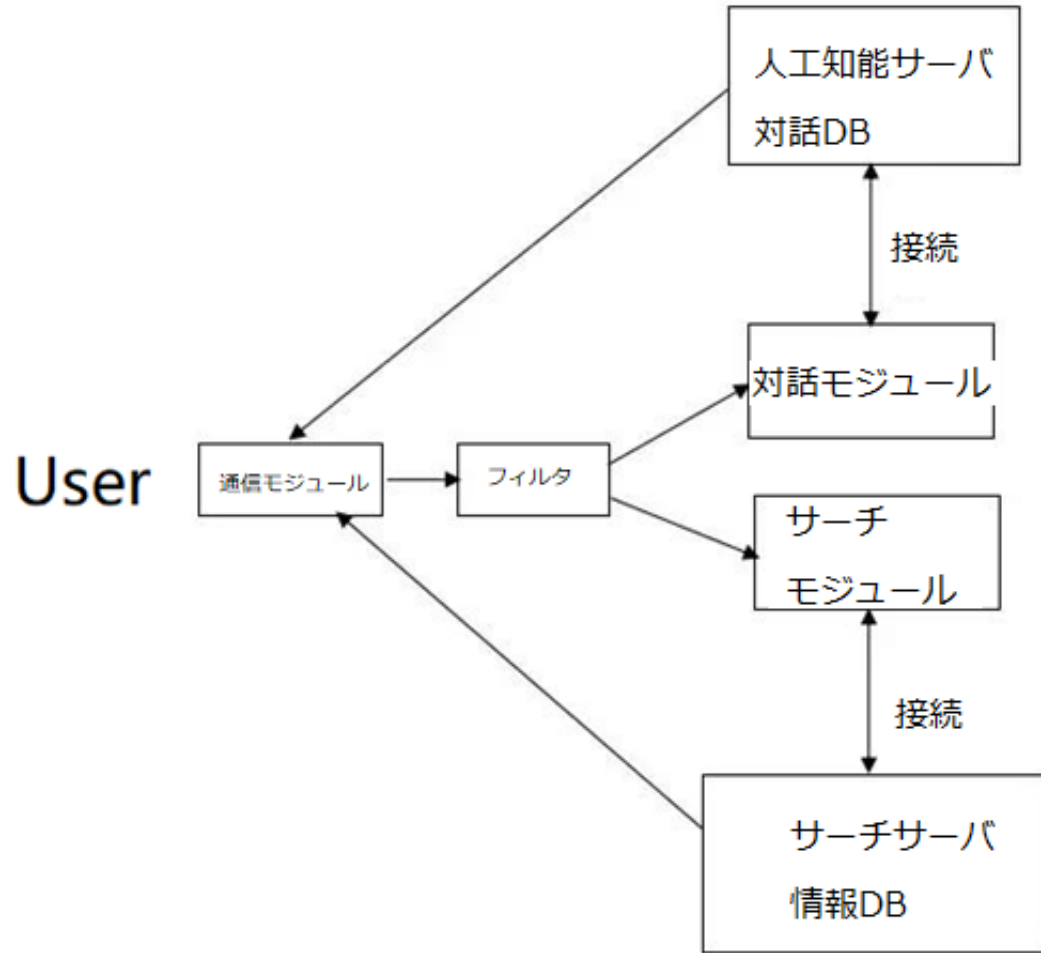 人工知能サーバ
対話DB
接続
対話モジュール
User
通信モジュール
フィルタ
サーチ
モジュール
接続
サーチサーバ
情報DB